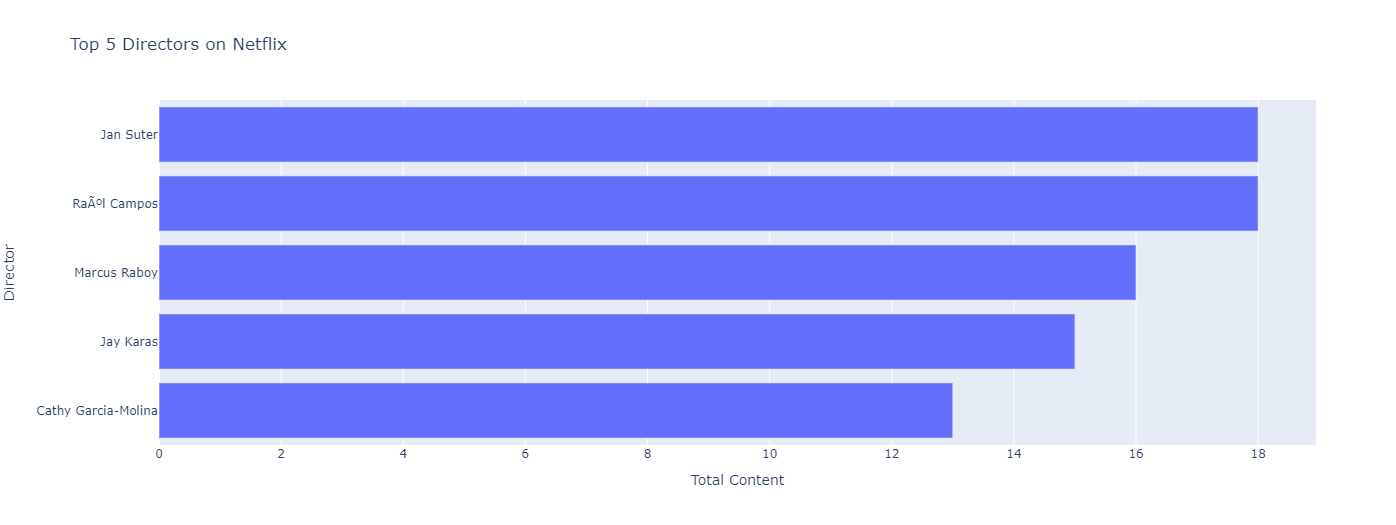 Top 5 Directors on Netflix
Director
Jan Suter
RaÃºl Campos
Marcus Raboy
Jay Karas
Cathy Garcia-Molina
0 2 4 6 8 10 12 14 16 18
Total Content